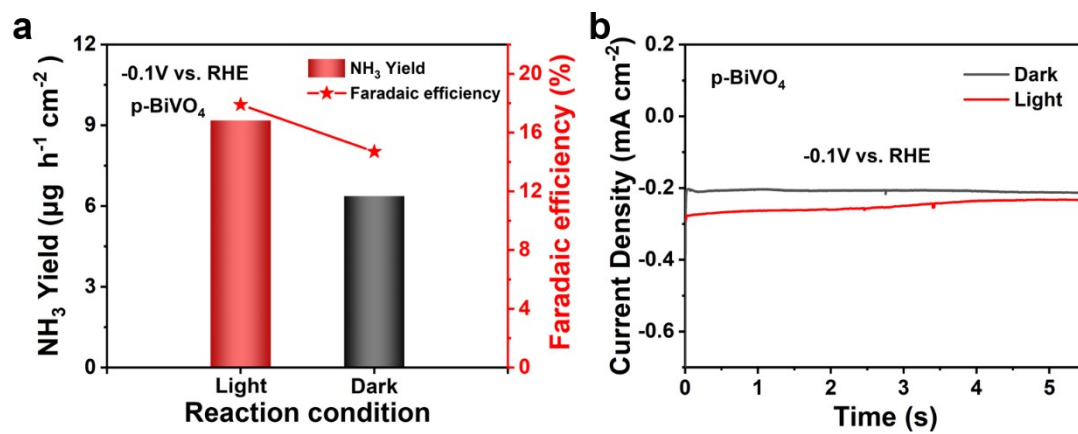 a
NH₃ Yield (µg h⁻¹ cm⁻²)
12
9
6
3
0
-0.1V vs. RHE
p-BiVO₄
NH₃ Yield
Faradaic efficiency
Light
Dark
Reaction condition
20
16
12
8
4
0
Faradaic efficiency (%)
b
Current Density (mA cm⁻²)
0.2
0.0
-0.2
-0.4
-0.6
p-BiVO₄
Dark
Light
-0.1V vs. RHE
0 1 2 3 4 5
Time (s)